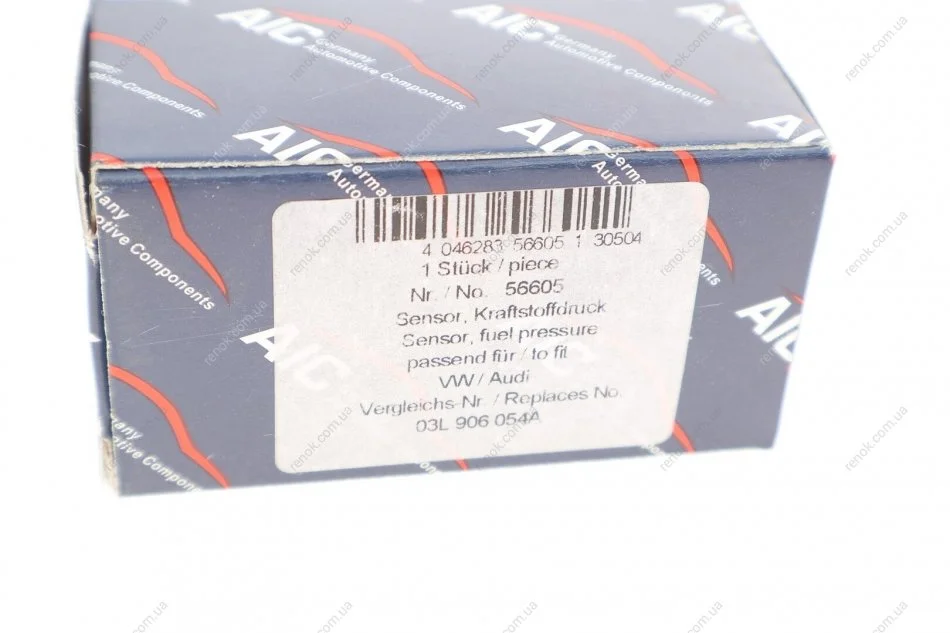 AIC Germany Automotive Components
4 046283 56605 1 30504
1 Stück / piece
Nr. / No. 56605
Sensor, Kraftstoffdruck
Sensor, fuel pressure
passend für / to fit
VW / Audi
Vergleichs-Nr. / Replaces No.
03L 906 054A
renok.com.ua